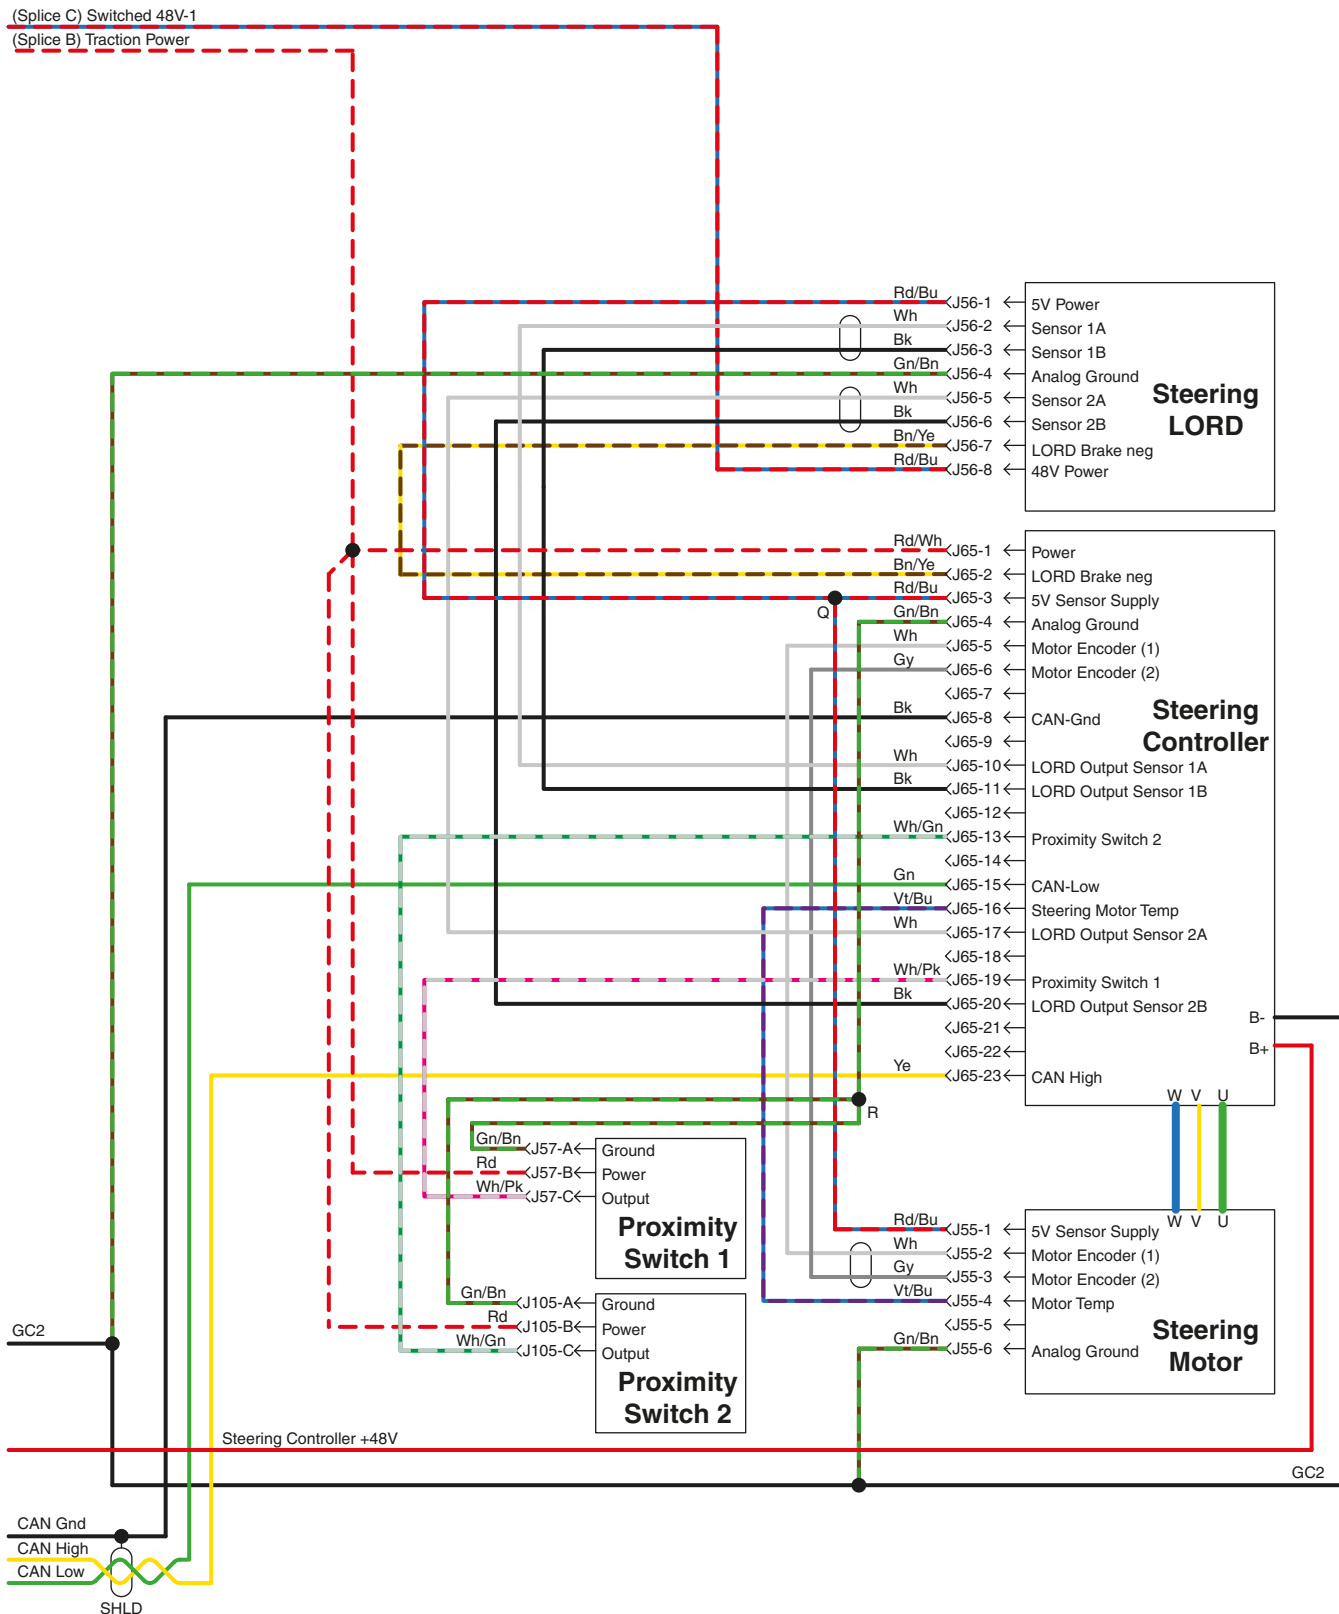 (Splice C) Switched 48V-1
(Splice B) Traction Power
Rd/Bu J56-1 5V Power
Wh J56-2 Sensor 1A
Bk J56-3 Sensor 1B
Gn/Bn J56-4 Analog Ground
Wh J56-5 Sensor 2A
Bk J56-6 Sensor 2B
Bn/Ye J56-7 LORD Brake neg
Rd/Bu J56-8 48V Power
Steering
LORD
Rd/Wh J65-1 Power
Bn/Ye J65-2 LORD Brake neg
Rd/Bu J65-3 5V Sensor Supply
Q
Gn/Bn J65-4 Analog Ground
Wh J65-5 Motor Encoder (1)
Gy J65-6 Motor Encoder (2)
J65-7
Bk J65-8 CAN-Gnd
J65-9
Wh J65-10 LORD Output Sensor 1A
Bk J65-11 LORD Output Sensor 1B
J65-12
Wh/Gn J65-13 Proximity Switch 2
J65-14
Gn J65-15 CAN-Low
Vt/Bu J65-16 Steering Motor Temp
Wh J65-17 LORD Output Sensor 2A
J65-18
Wh/Pk J65-19 Proximity Switch 1
Bk J65-20 LORD Output Sensor 2B
J65-21
J65-22
Ye J65-23 CAN High
Steering
Controller
B-
B+
W V U
R
Gn/Bn J57-A Ground
Rd J57-B Power
Wh/Pk J57-C Output
Proximity
Switch 1
W V U
Rd/Bu J55-1 5V Sensor Supply
Wh J55-2 Motor Encoder (1)
Gy J55-3 Motor Encoder (2)
Vt/Bu J55-4 Motor Temp
J55-5
Gn/Bn J55-6 Analog Ground
Steering
Motor
Gn/Bn J105-A Ground
Rd J105-B Power
Wh/Gn J105-C Output
Proximity
Switch 2
GC2
Steering Controller +48V
GC2
CAN Gnd
CAN High
CAN Low
SHLD